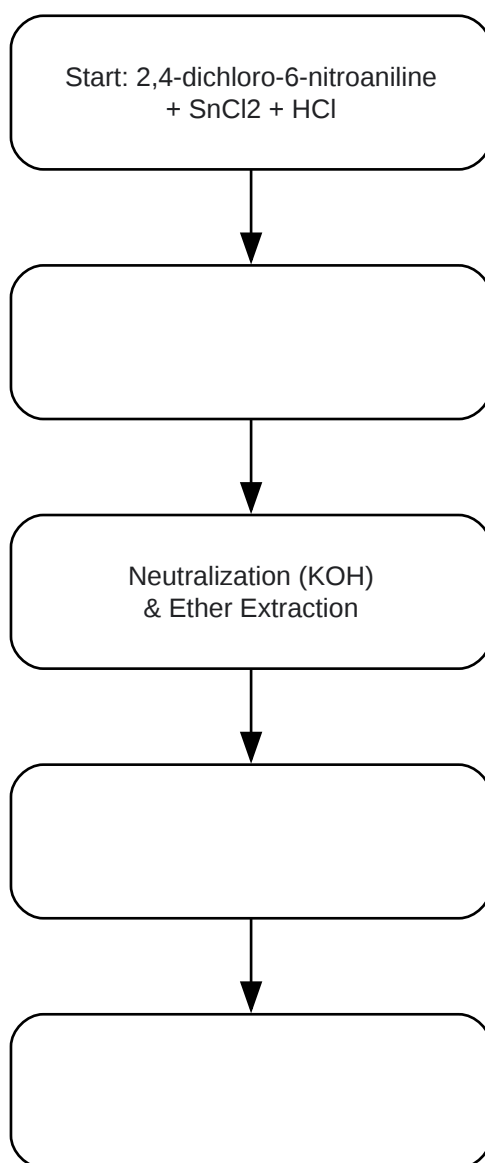 Start: 2,4-dichloro-6-nitroaniline
+ SnCl2 + HCl
Neutralization (KOH)
& Ether Extraction